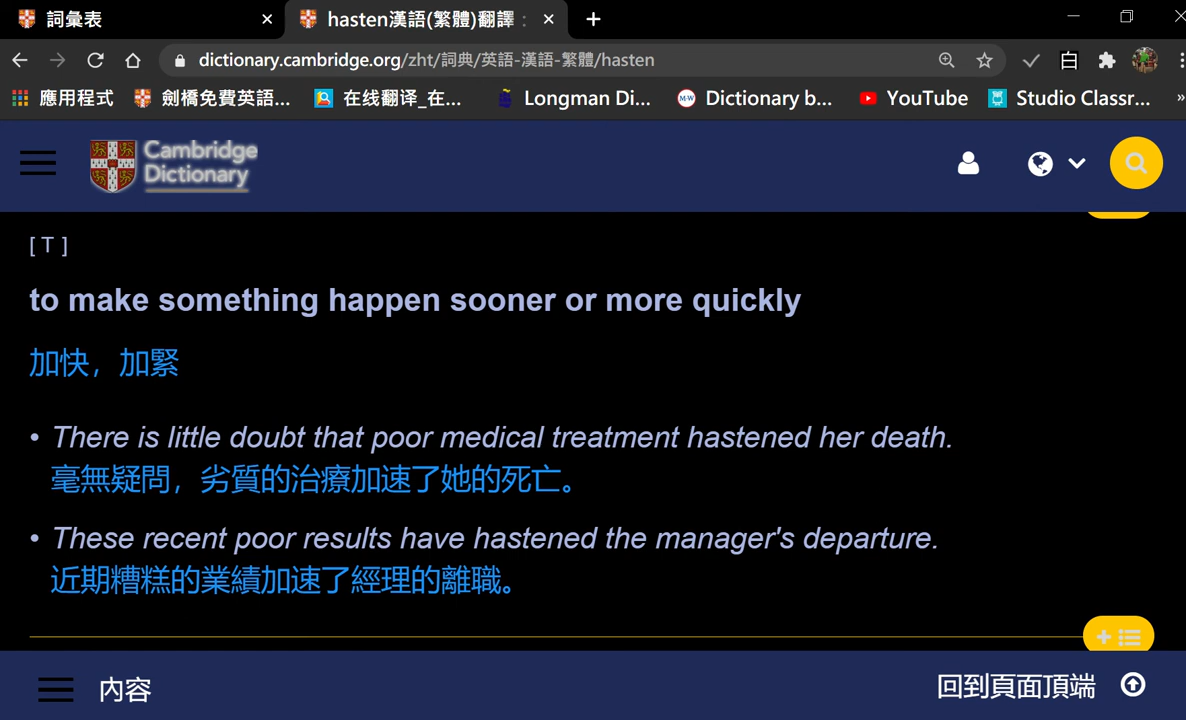 詞彙表
hasten漢語(繁體)翻譯：
dictionary.cambridge.org/zht/詞典/英語-漢語-繁體/hasten
白
應用程式 劍橋免費英語... 在线翻译_在... M-W Longman Di... Dictionary b... YouTube Studio Classr... »
Cambridge
Dictionary
[ T ]
to make something happen sooner or more quickly
加快，加緊
• There is little doubt that poor medical treatment hastened her death.
毫無疑問，劣質的治療加速了她的死亡。
• These recent poor results have hastened the manager's departure.
近期糟糕的業績加速了經理的離職。
內容
回到頁面頂端